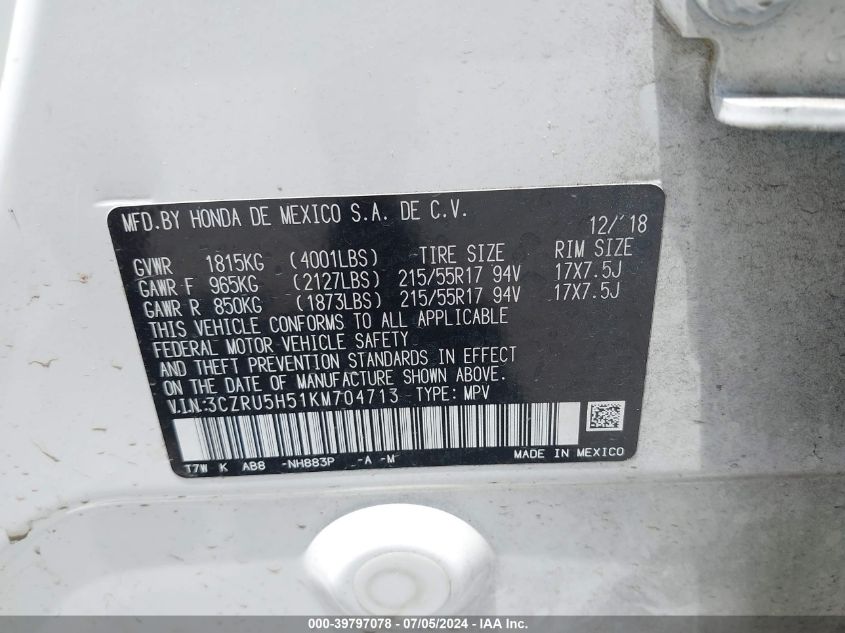 MFD.BY HONDA DE MEXICO S.A. DE C.V.
12/'18
GVWR 1815KG (4001LBS) TIRE SIZE RIM SIZE
GAWR F 965KG (2127LBS) 215/55R17 94V 17X7.5J
GAWR R 850KG (1873LBS) 215/55R17 94V 17X7.5J
THIS VEHICLE CONFORMS TO ALL APPLICABLE
FEDERAL MOTOR VEHICLE SAFETY
AND THEFT PREVENTION STANDARDS IN EFFECT
ON THE DATE OF MANUFACTURE SHOWN ABOVE.
V.I.N:3CZRU5H51KM704713 TYPE: MPV
T7W K AB8 -NH883P -A -M MADE IN MEXICO
000-39797078 - 07/05/2024 - IAA Inc.